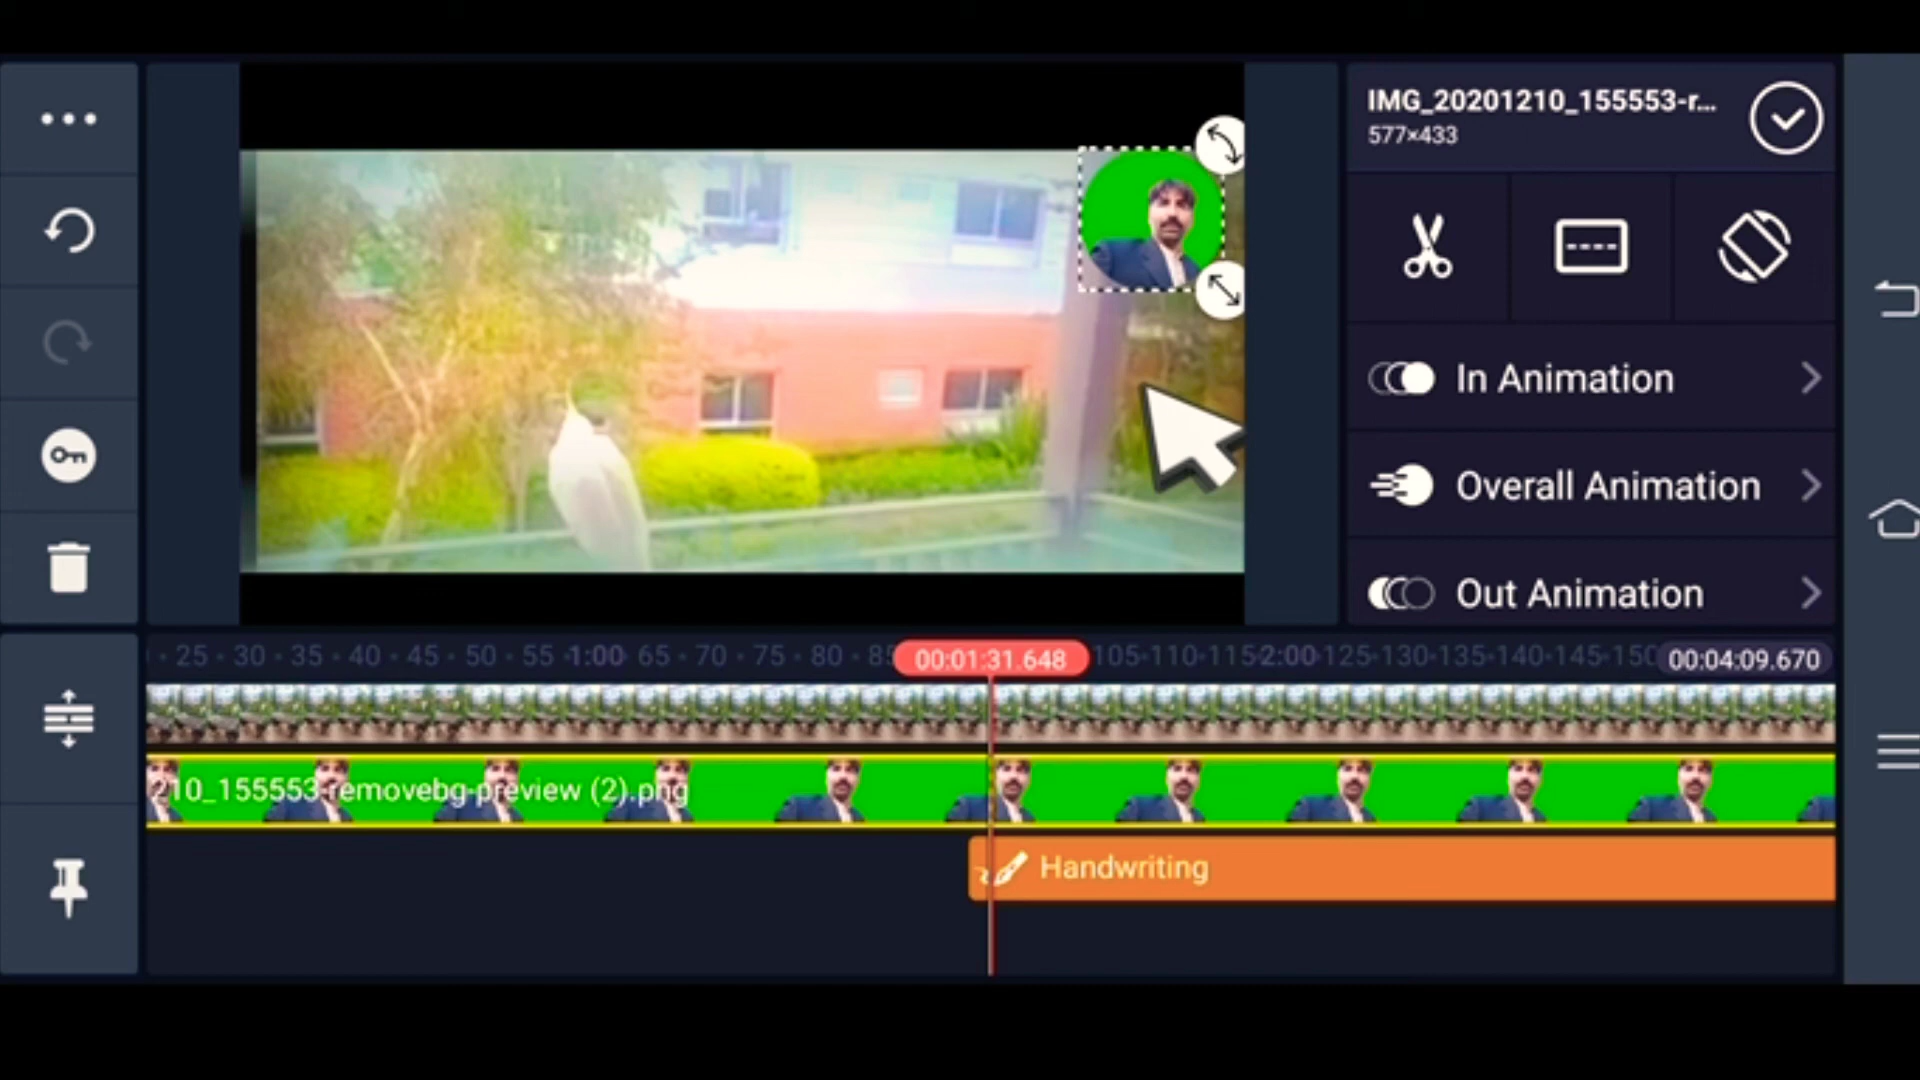 IMG_20201210_155553-r...
577×433
In Animation
Overall Animation
Out Animation
25 30 35 40 45 50 55 1:00 65 70 75 80 00:01:31.648 105 110 115 2:00 125 130 135 140 145 00:04:09.670
210_155553-removebg-preview (2).png
Handwriting